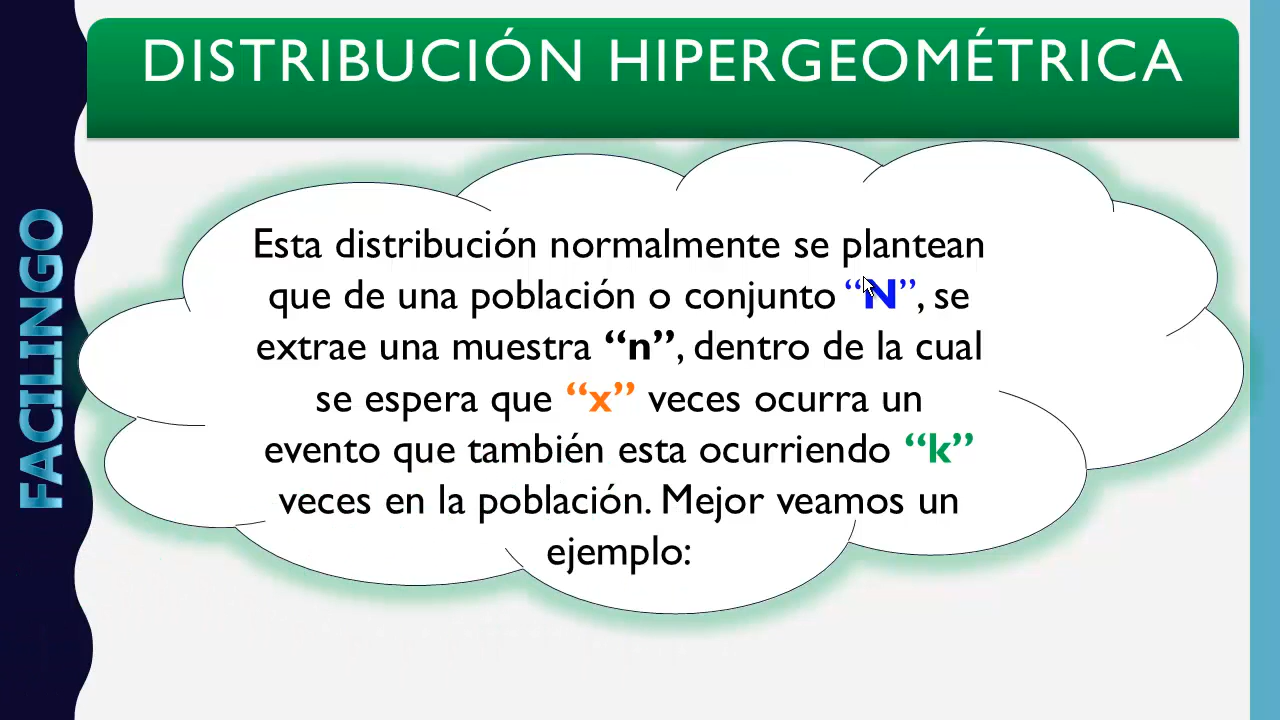 DISTRIBUCIÓN HIPERGEOMÉTRICA
FACILINGO
Esta distribución normalmente se plantean
que de una población o conjunto “N”, se
extrae una muestra “n”, dentro de la cual
se espera que “x” veces ocurra un
evento que también esta ocurriendo “k”
veces en la población. Mejor veamos un
ejemplo: